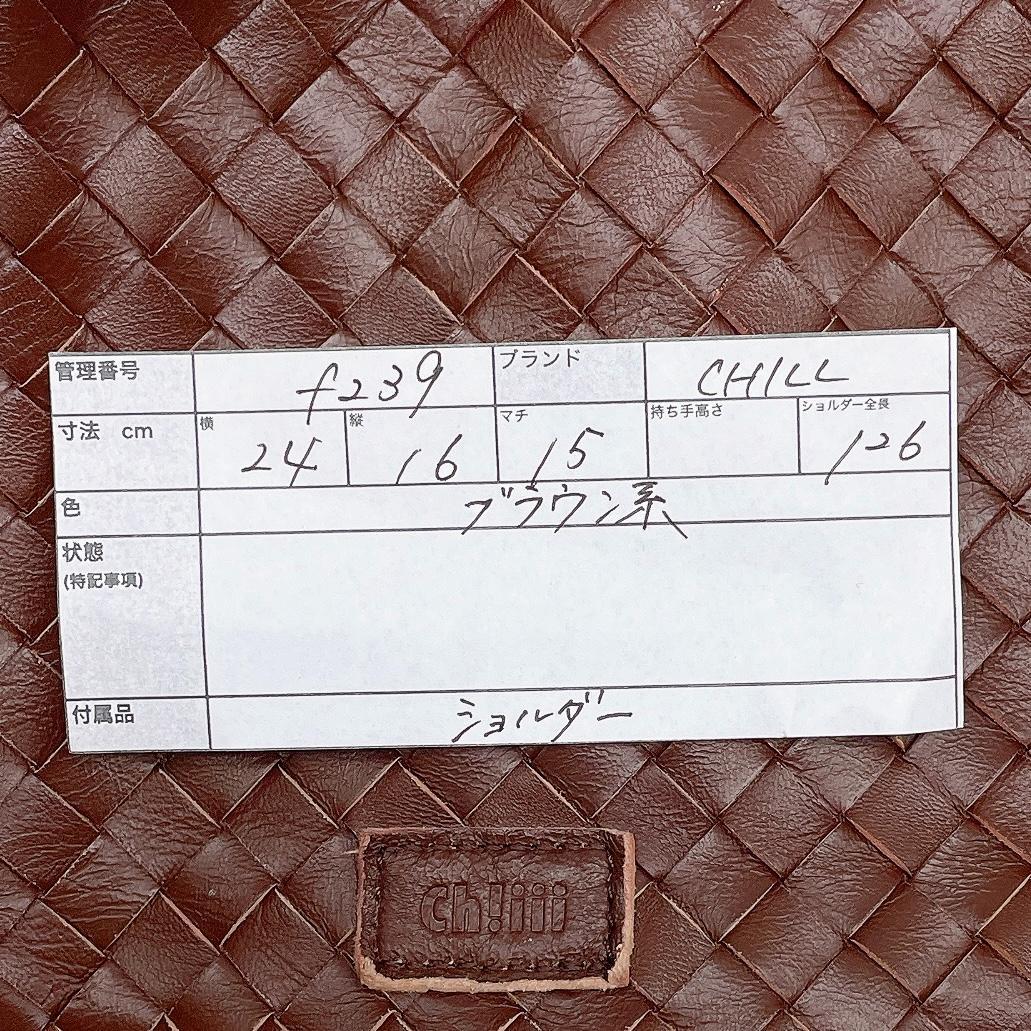 管理番号 f239 ブランド CHILL
寸法 cm 横 24 縦 16 マチ 15 持ち手高さ ショルダー全長 126
色 ブラウン系
状態
(特記事項)
付属品 ショルダー
Ch!iii